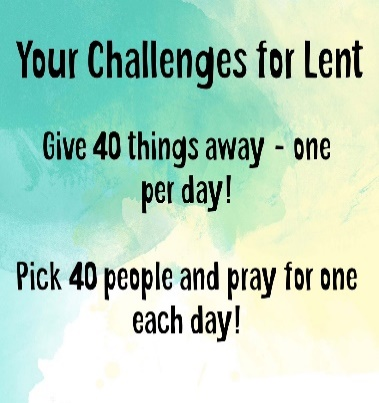 Your Challenges for Lent
Give 40 things away - one
per day!
Pick 40 people and pray for one
each day!